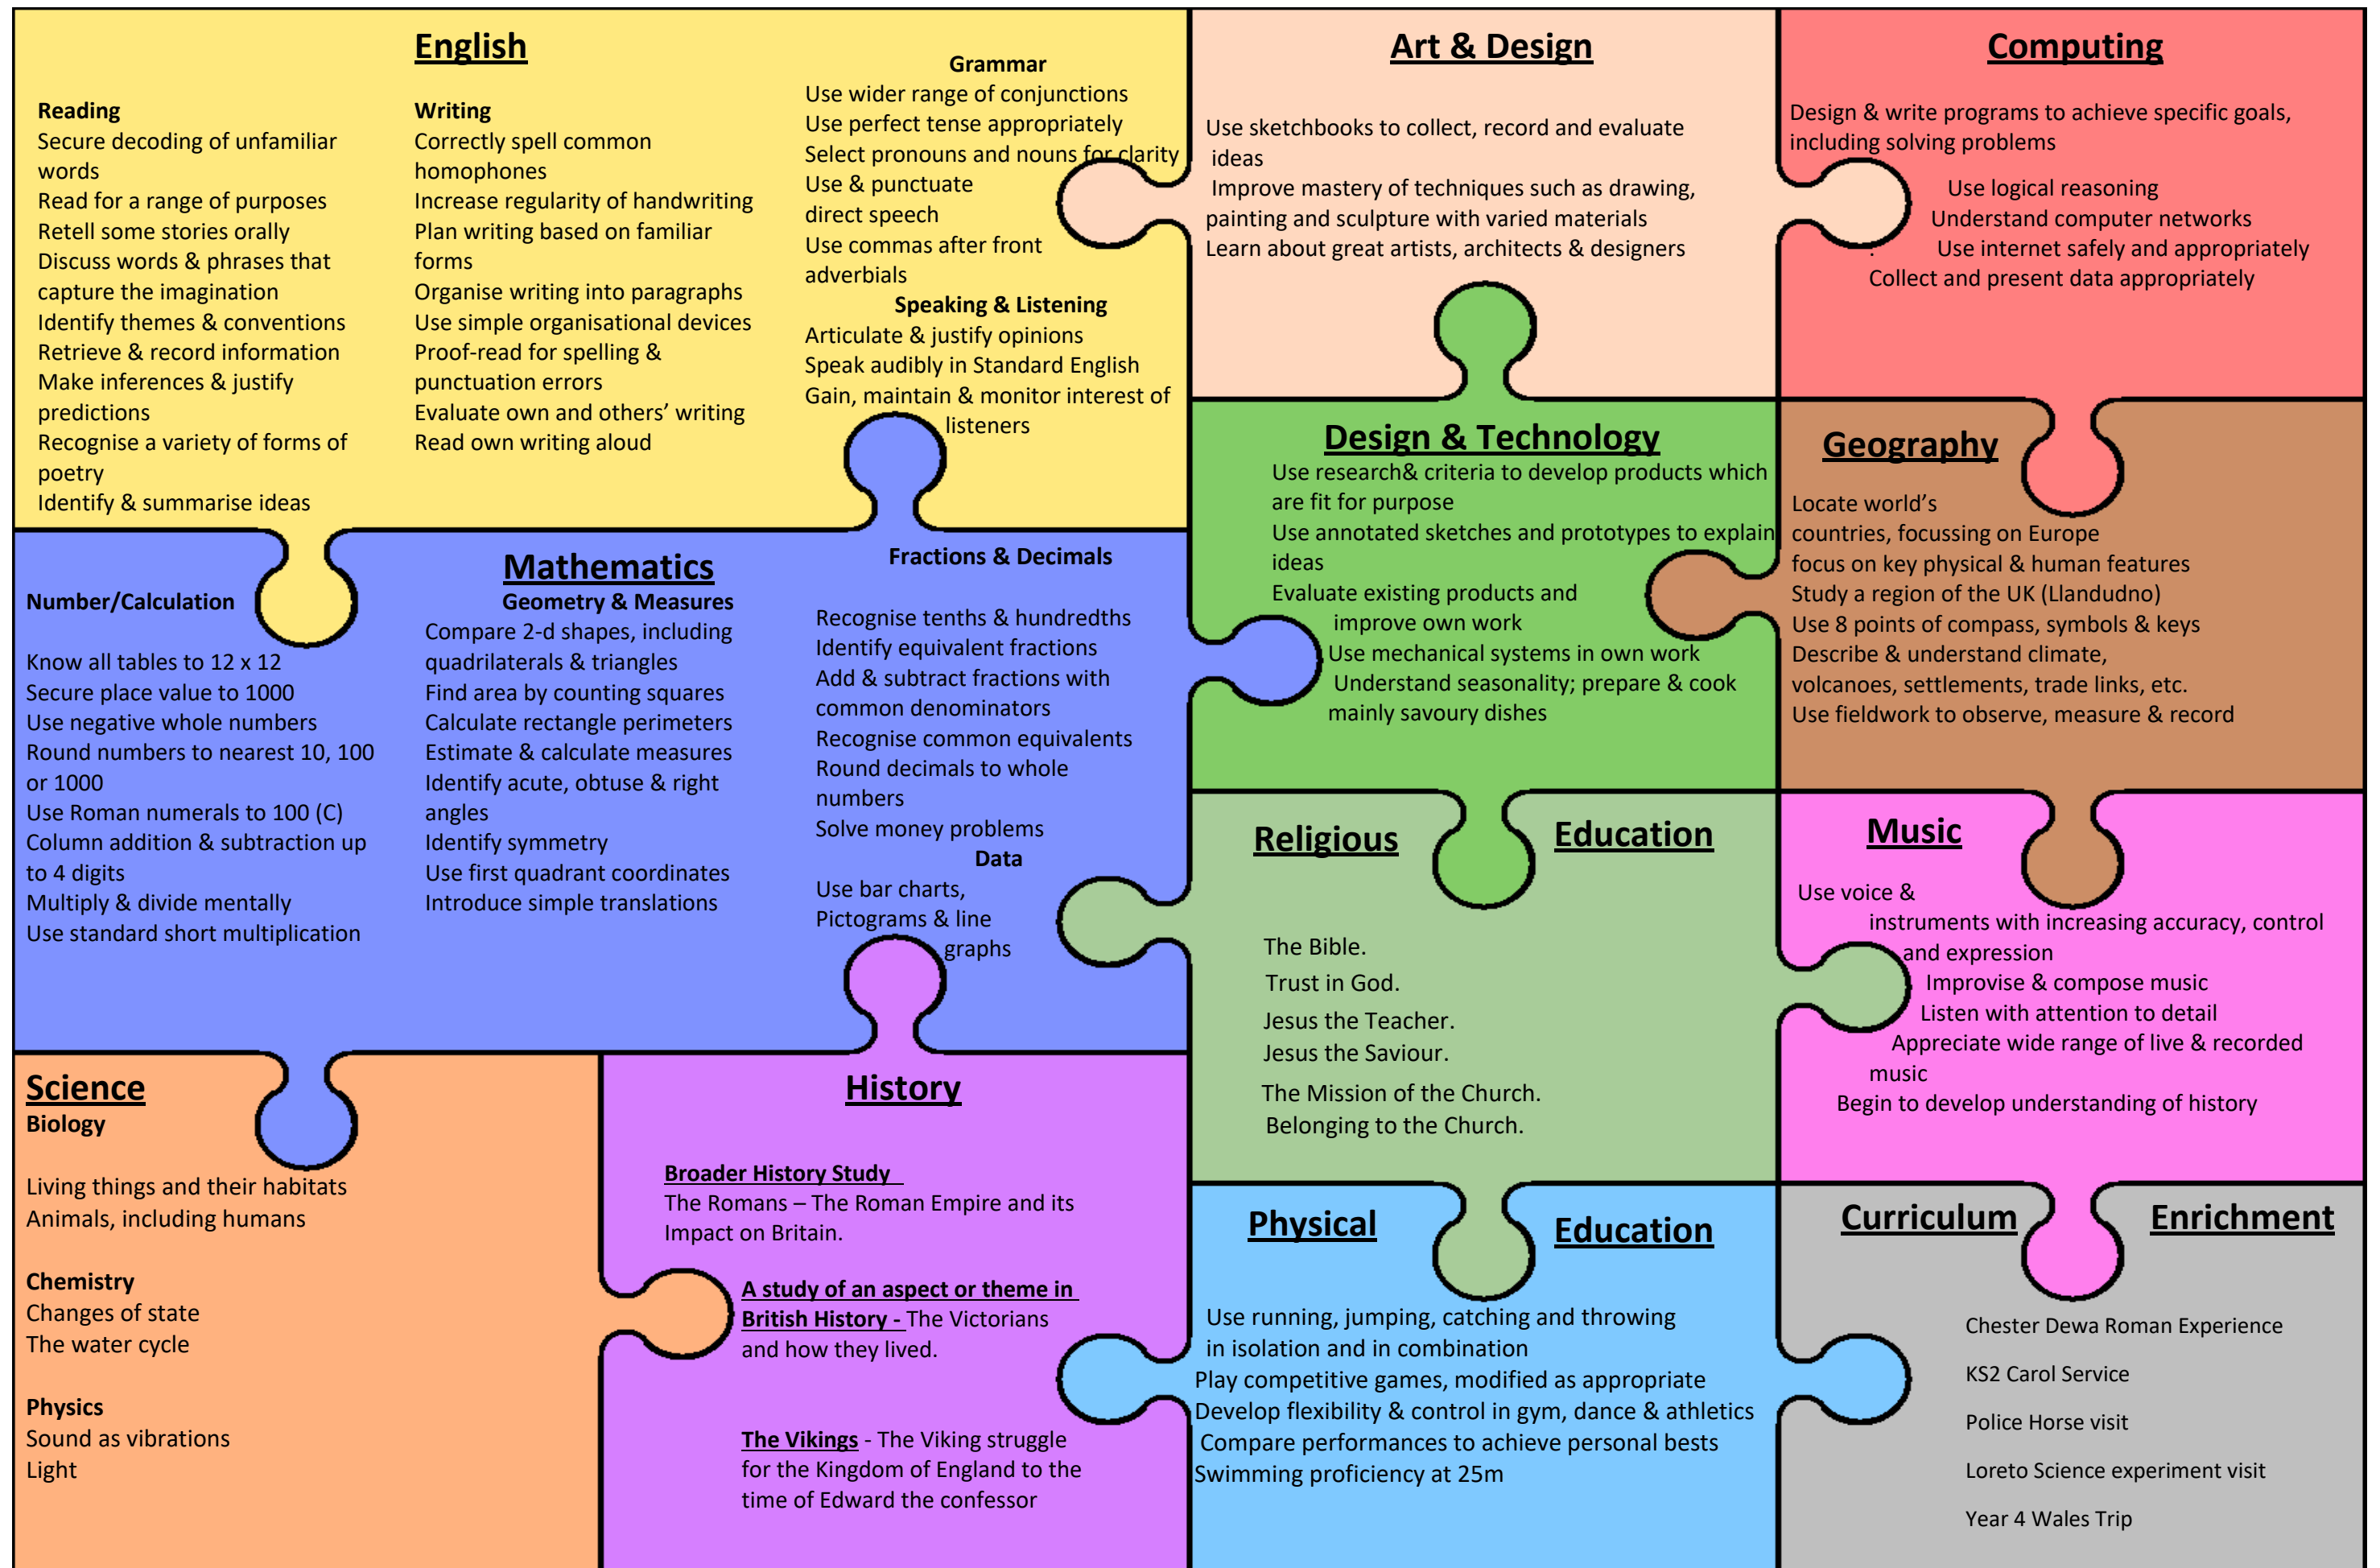 English
Reading
Secure decoding of unfamiliar
words
Read for a range of purposes
Retell some stories orally
Discuss words & phrases that
capture the imagination
Identify themes & conventions
Retrieve & record information
Make inferences & justify
predictions
Recognise a variety of forms of
poetry
Identify & summarise ideas
Writing
Correctly spell common
homophones
Increase regularity of handwriting
Plan writing based on familiar
forms
Organise writing into paragraphs
Use simple organisational devices
Proof-read for spelling &
punctuation errors
Evaluate own and others’ writing
Read own writing aloud
Grammar
Use wider range of conjunctions
Use perfect tense appropriately
Select pronouns and nouns for clarity
Use & punctuate
direct speech
Use commas after front
adverbials
Speaking & Listening
Articulate & justify opinions
Speak audibly in Standard English
Gain, maintain & monitor interest of
listeners
Art & Design
Use sketchbooks to collect, record and evaluate
ideas
Improve mastery of techniques such as drawing,
painting and sculpture with varied materials
Learn about great artists, architects & designers
Computing
Design & write programs to achieve specific goals,
including solving problems
Use logical reasoning
Understand computer networks
. Use internet safely and appropriately
Collect and present data appropriately
Mathematics
Number/Calculation
Know all tables to 12 x 12
Secure place value to 1000
Use negative whole numbers
Round numbers to nearest 10, 100
or 1000
Use Roman numerals to 100 (C)
Column addition & subtraction up
to 4 digits
Multiply & divide mentally
Use standard short multiplication
Geometry & Measures
Compare 2-d shapes, including
quadrilaterals & triangles
Find area by counting squares
Calculate rectangle perimeters
Estimate & calculate measures
Identify acute, obtuse & right
angles
Identify symmetry
Use first quadrant coordinates
Introduce simple translations
Fractions & Decimals
Recognise tenths & hundredths
Identify equivalent fractions
Add & subtract fractions with
common denominators
Recognise common equivalents
Round decimals to whole
numbers
Solve money problems
Data
Use bar charts,
Pictograms & line
graphs
Design & Technology
Use research& criteria to develop products which
are fit for purpose
Use annotated sketches and prototypes to explain
ideas
Evaluate existing products and
improve own work
Use mechanical systems in own work
Understand seasonality; prepare & cook
mainly savoury dishes
Geography
Locate world’s
countries, focussing on Europe
focus on key physical & human features
Study a region of the UK (Llandudno)
Use 8 points of compass, symbols & keys
Describe & understand climate,
volcanoes, settlements, trade links, etc.
Use fieldwork to observe, measure & record
Religious Education
The Bible.
Trust in God.
Jesus the Teacher.
Jesus the Saviour.
The Mission of the Church.
Belonging to the Church.
Music
Use voice &
instruments with increasing accuracy, control
and expression
Improvise & compose music
Listen with attention to detail
Appreciate wide range of live & recorded
music
Begin to develop understanding of history
Science
Biology
Living things and their habitats
Animals, including humans
Chemistry
Changes of state
The water cycle
Physics
Sound as vibrations
Light
History
Broader History Study
The Romans – The Roman Empire and its
Impact on Britain.
A study of an aspect or theme in
British History - The Victorians
and how they lived.
The Vikings - The Viking struggle
for the Kingdom of England to the
time of Edward the confessor
Physical Education
Use running, jumping, catching and throwing
in isolation and in combination
Play competitive games, modified as appropriate
Develop flexibility & control in gym, dance & athletics
Compare performances to achieve personal bests
Swimming proficiency at 25m
Curriculum Enrichment
Chester Dewa Roman Experience
KS2 Carol Service
Police Horse visit
Loreto Science experiment visit
Year 4 Wales Trip